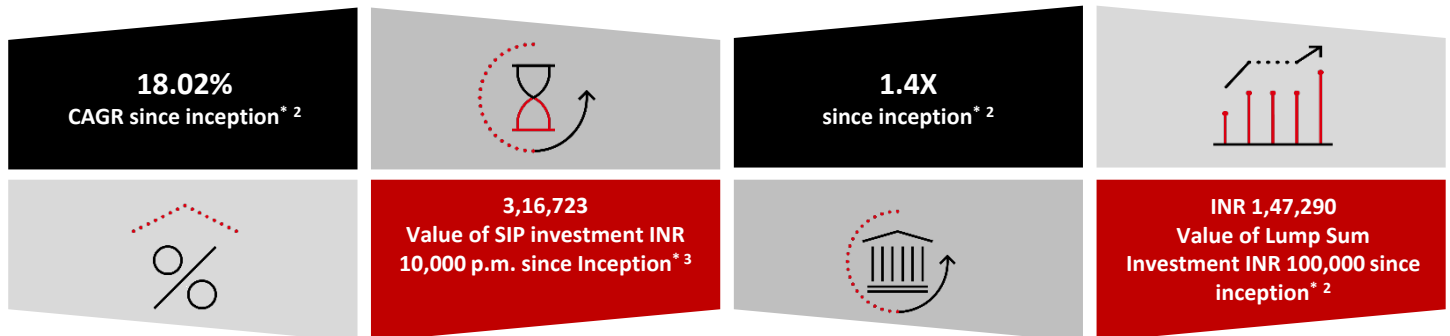 18.02%
CAGR since inception* 2
1.4X
since inception* 2
3,16,723
Value of SIP investment INR
10,000 p.m. since Inception* 3
INR 1,47,290
Value of Lump Sum
Investment INR 100,000 since
inception* 2